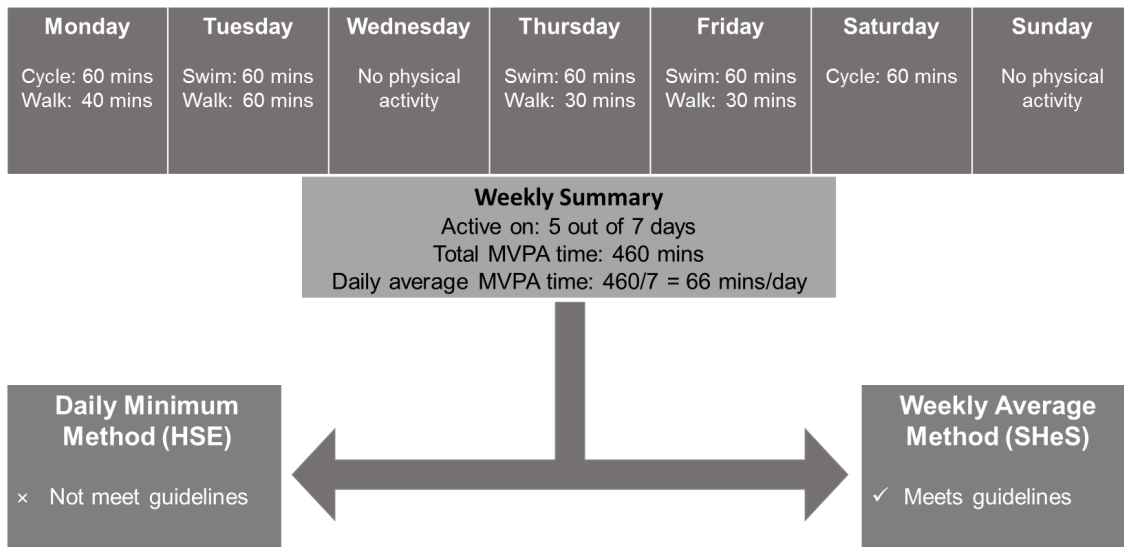 Monday
Cycle: 60 mins
Walk: 40 mins
Tuesday
Swim: 60 mins
Walk: 60 mins
Wednesday
No physical
activity
Thursday
Swim: 60 mins
Walk: 30 mins
Friday
Swim: 60 mins
Walk: 30 mins
Saturday
Cycle: 60 mins
Sunday
No physical
activity
Weekly Summary
Active on: 5 out of 7 days
Total MVPA time: 460 mins
Daily average MVPA time: 460/7 = 66 mins/day
Daily Minimum
Method (HSE)
× Not meet guidelines
Weekly Average
Method (SHeS)
✓ Meets guidelines